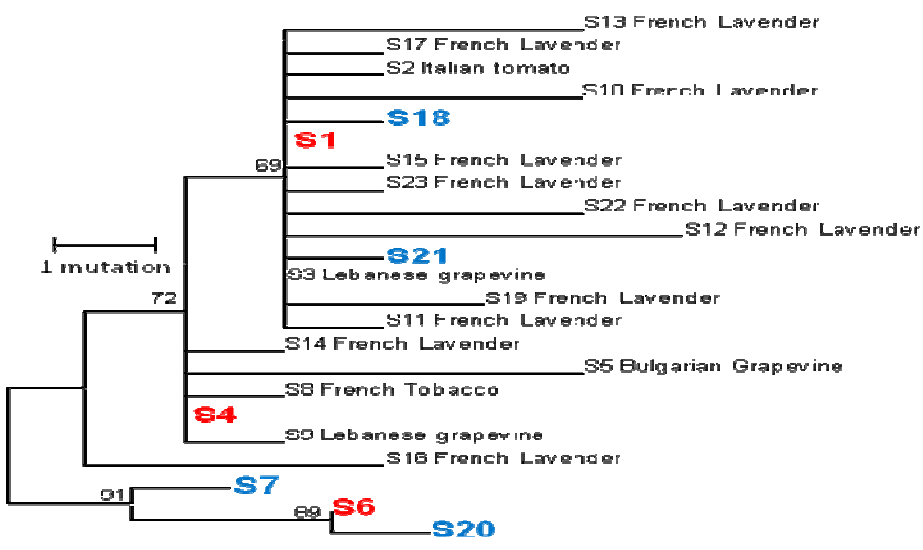 S13 French Lavender
S17 French Lavender
S2 Italian tomato
S10 French Lavender
S18
S1
S15 French Lavender
69
S23 French Lavender
S22 French Lavender
S12 French Lavender
S21
1 mutation
S3 Lebanese grapevine
72
S19 French Lavender
S11 French Lavender
S14 French Lavender
S5 Bulgarian Grapevine
S8 French Tobacco
S4
S9 Lebanese grapevine
S16 French Lavender
S7
91
S6
89
S20